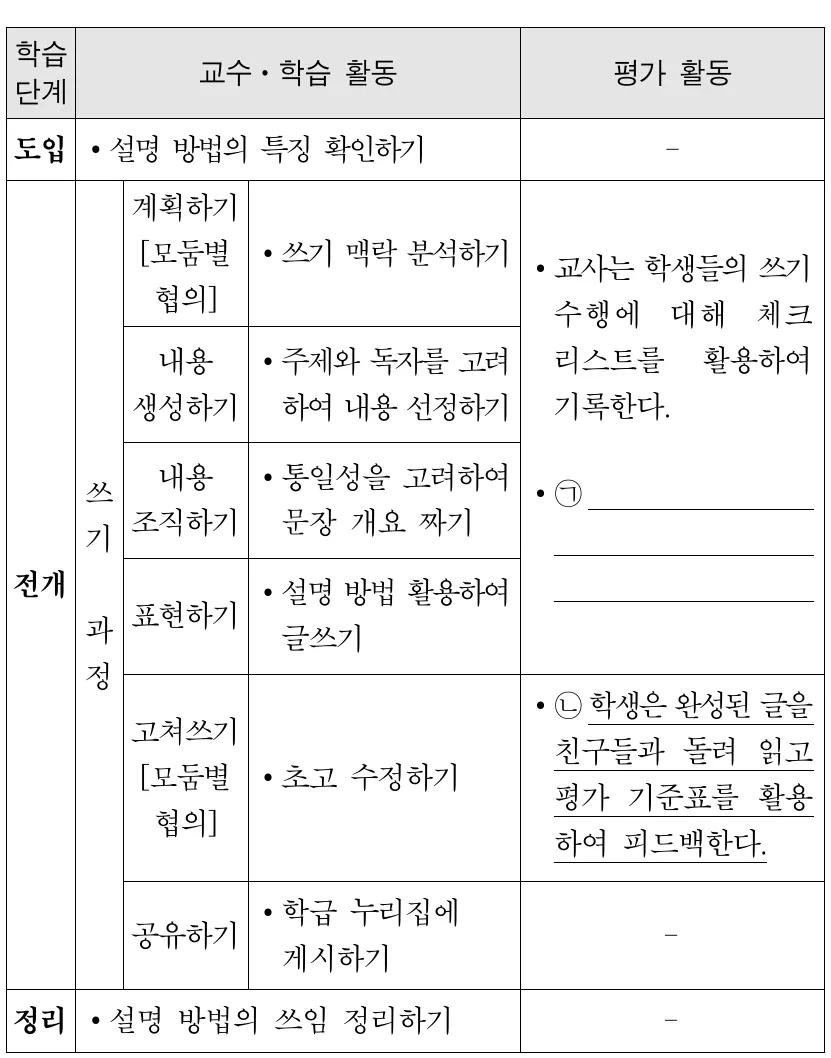 학습
단계
교수·학습 활동
평가 활동
도입
• 설명 방법의 특징 확인하기
–
전개
쓰
기
과
정
계획하기
[모둠별
협의]
• 쓰기 맥락 분석하기
내용
생성하기
• 주제와 독자를 고려
하여 내용 선정하기
내용
조직하기
• 통일성을 고려하여
문장 개요 짜기
표현하기
• 설명 방법 활용하여
글쓰기
• 교사는 학생들의 쓰기
수행에 대해 체크
리스트를 활용하여
기록한다.
• ㉠
고쳐쓰기
[모둠별
협의]
• 초고 수정하기
• ㉡ 학생은 완성된 글을
친구들과 돌려 읽고
평가 기준표를 활용
하여 피드백한다.
공유하기
• 학급 누리집에
게시하기
–
정리
• 설명 방법의 쓰임 정리하기
–